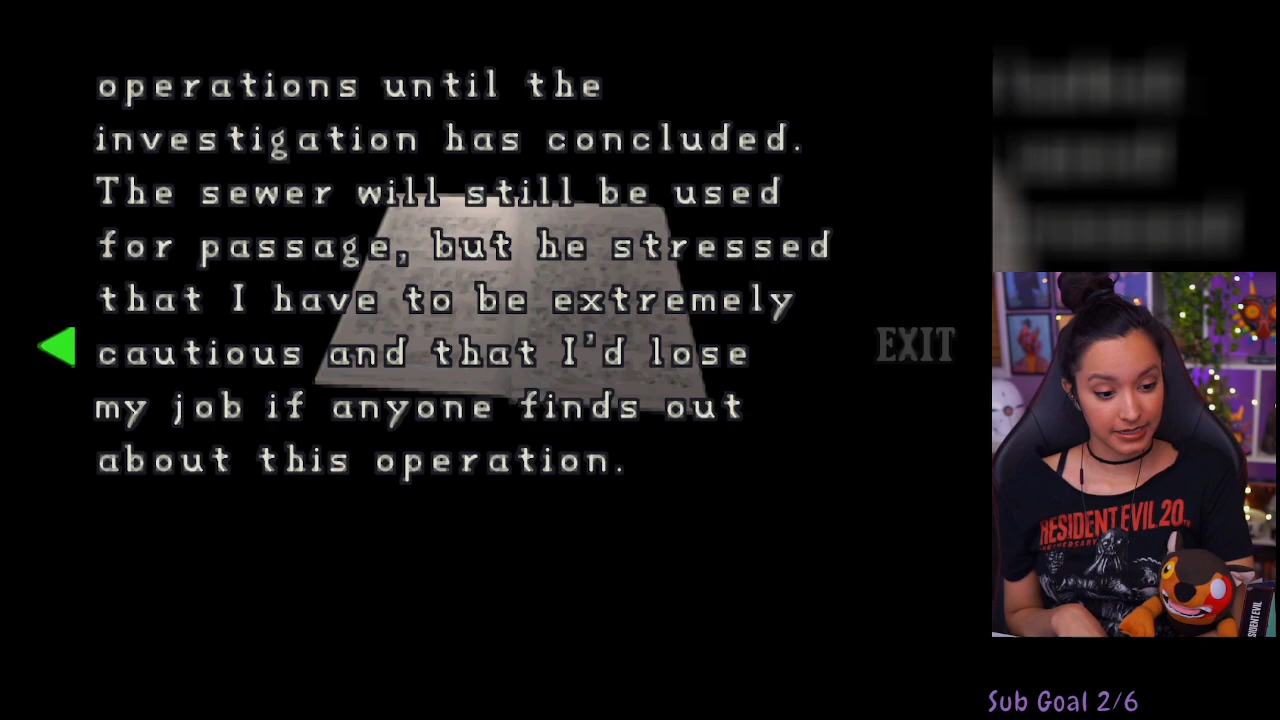 operations until the
investigation has concluded.
The sewer will still be used
for passage, but he stressed
that I have to be extremely
cautious and that I'd lose
my job if anyone finds out
about this operation.
EXIT
RESIDENT EVIL 20TH
ANNIVERSARY
Sub Goal 2/6